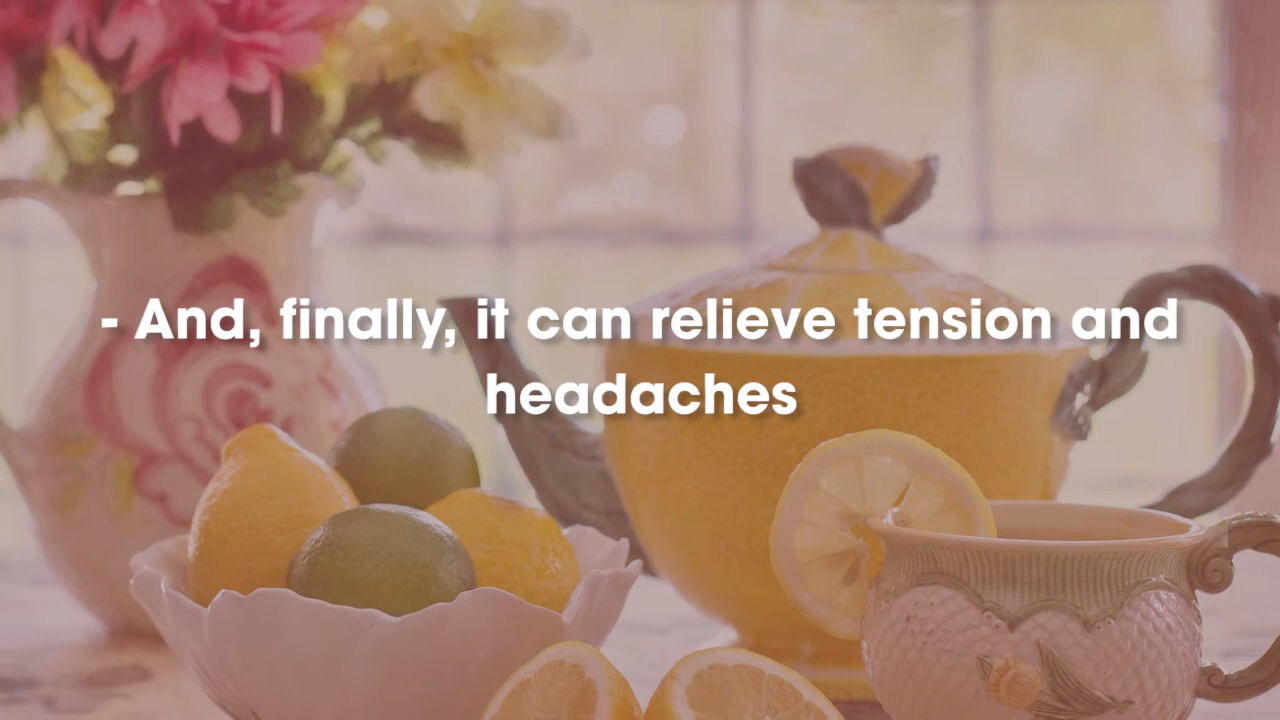 - And, finally, it can relieve tension and
headaches